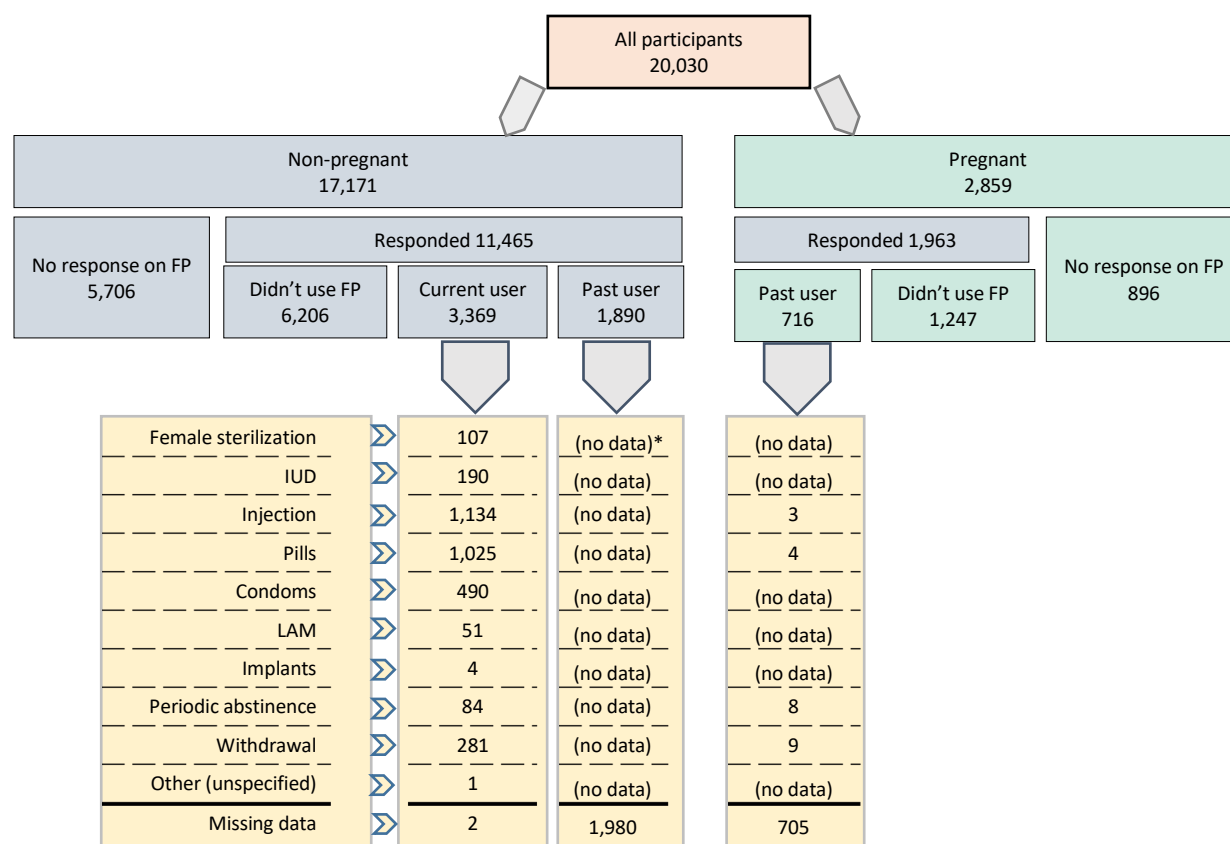 All participants
20,030
Non-pregnant
17,171
Pregnant
2,859
No response on FP
5,706
Responded 11,465
Didn't use FP
6,206
Current user
3,369
Past user
1,890
Responded 1,963
Past user
716
Didn't use FP
1,247
No response on FP
896
Female sterilization 107 (no data)* (no data)
IUD 190 (no data) (no data)
Injection 1,134 (no data) 3
Pills 1,025 (no data) 4
Condoms 490 (no data) (no data)
LAM 51 (no data) (no data)
Implants 4 (no data) (no data)
Periodic abstinence 84 (no data) 8
Withdrawal 281 (no data) 9
Other (unspecified) 1 (no data) (no data)
Missing data 2 1,980 705